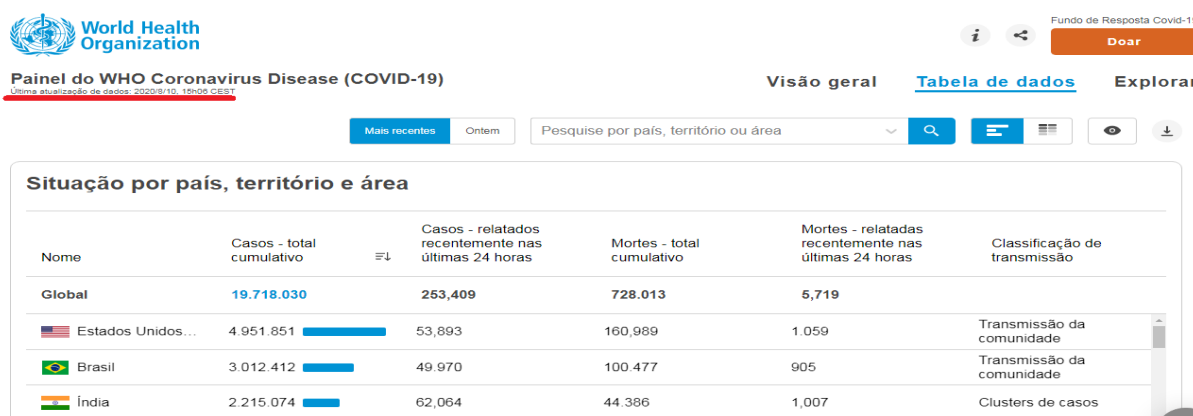 World Health
Organization
Fundo de Resposta Covid-19
Doar
Painel do WHO Coronavirus Disease (COVID-19)
Última atualização de dados: 2020/8/10, 15h06 CEST
Visão geral
Tabela de dados
Explorar
Mais recentes
Ontem
Pesquise por país, território ou área
Situação por país, território e área
Nome
Casos - total
cumulativo
Casos - relatados
recentemente nas
últimas 24 horas
Mortes - total
cumulativo
Mortes - relatadas
recentemente nas
últimas 24 horas
Classificação de
transmissão
Global 19.718.030 253,409 728.013 5,719
Estados Unidos... 4.951.851 53,893 160,989 1.059 Transmissão da
comunidade
Brasil 3.012.412 49.970 100.477 905 Transmissão da
comunidade
Índia 2.215.074 62,064 44.386 1,007 Clusters de casos